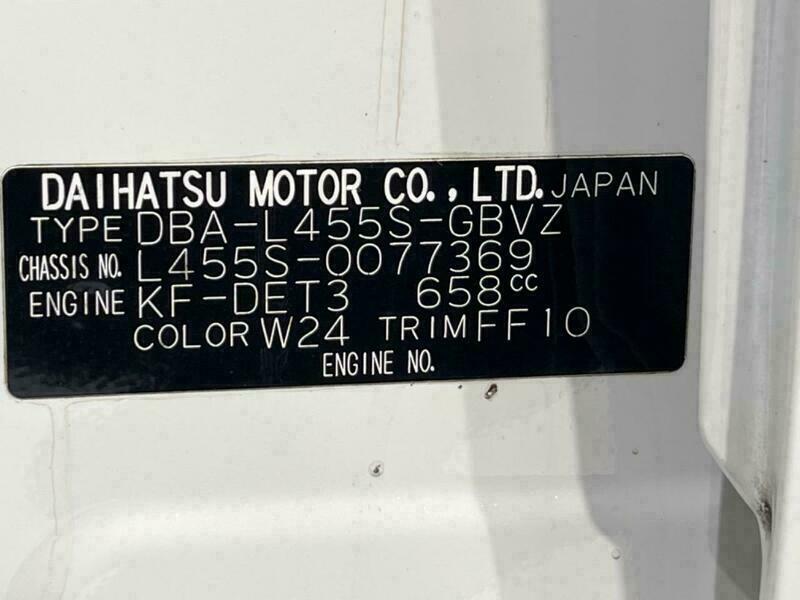 DAIHATSU MOTOR CO., LTD. JAPAN
TYPE DBA-L455S-GBVZ
CHASSIS NO. L455S-0077369
ENGINE KF-DET3 658cc
COLOR W24 TRIM FF10
ENGINE NO.